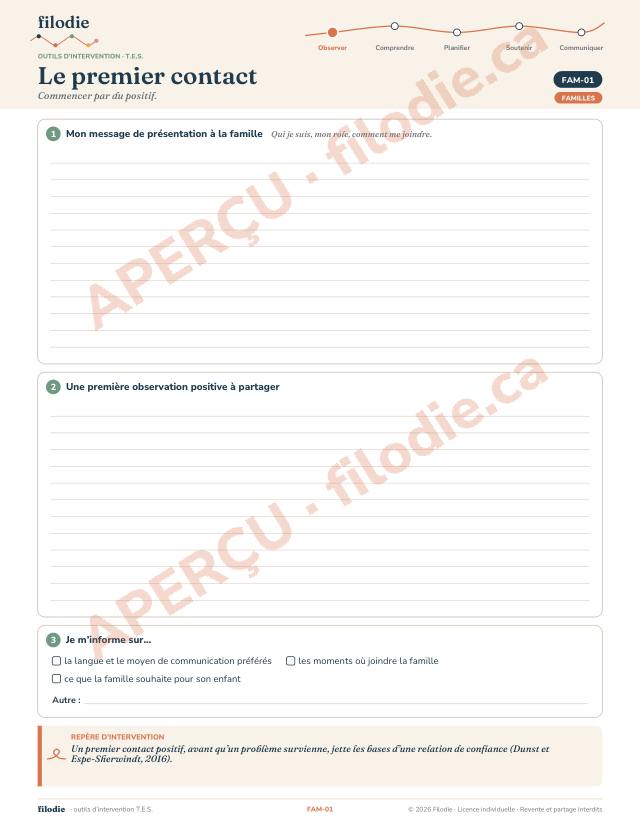 filodie
OUTILS D'INTERVENTION · T.E.S.
Observer Comprendre Planifier Soutenir Communiquer
Le premier contact
Commencer par du positif.
FAM-01
FAMILLES
1 Mon message de présentation à la famille Qui je suis, mon rôle, comment me joindre.
APERÇU · filodie.ca
2 Une première observation positive à partager
APERÇU · filodie.ca
3 Je m'informe sur...
la langue et le moyen de communication préférés les moments où joindre la famille
ce que la famille souhaite pour son enfant
Autre :
REPÈRE D'INTERVENTION
Un premier contact positif, avant qu'un problème survienne, jette les bases d'une relation de confiance (Dunst et
Espe-Sherwindt, 2016).
filodie · outils d'intervention T.E.S. FAM-01 © 2026 Filodie · Licence individuelle · Revente et partage interdits